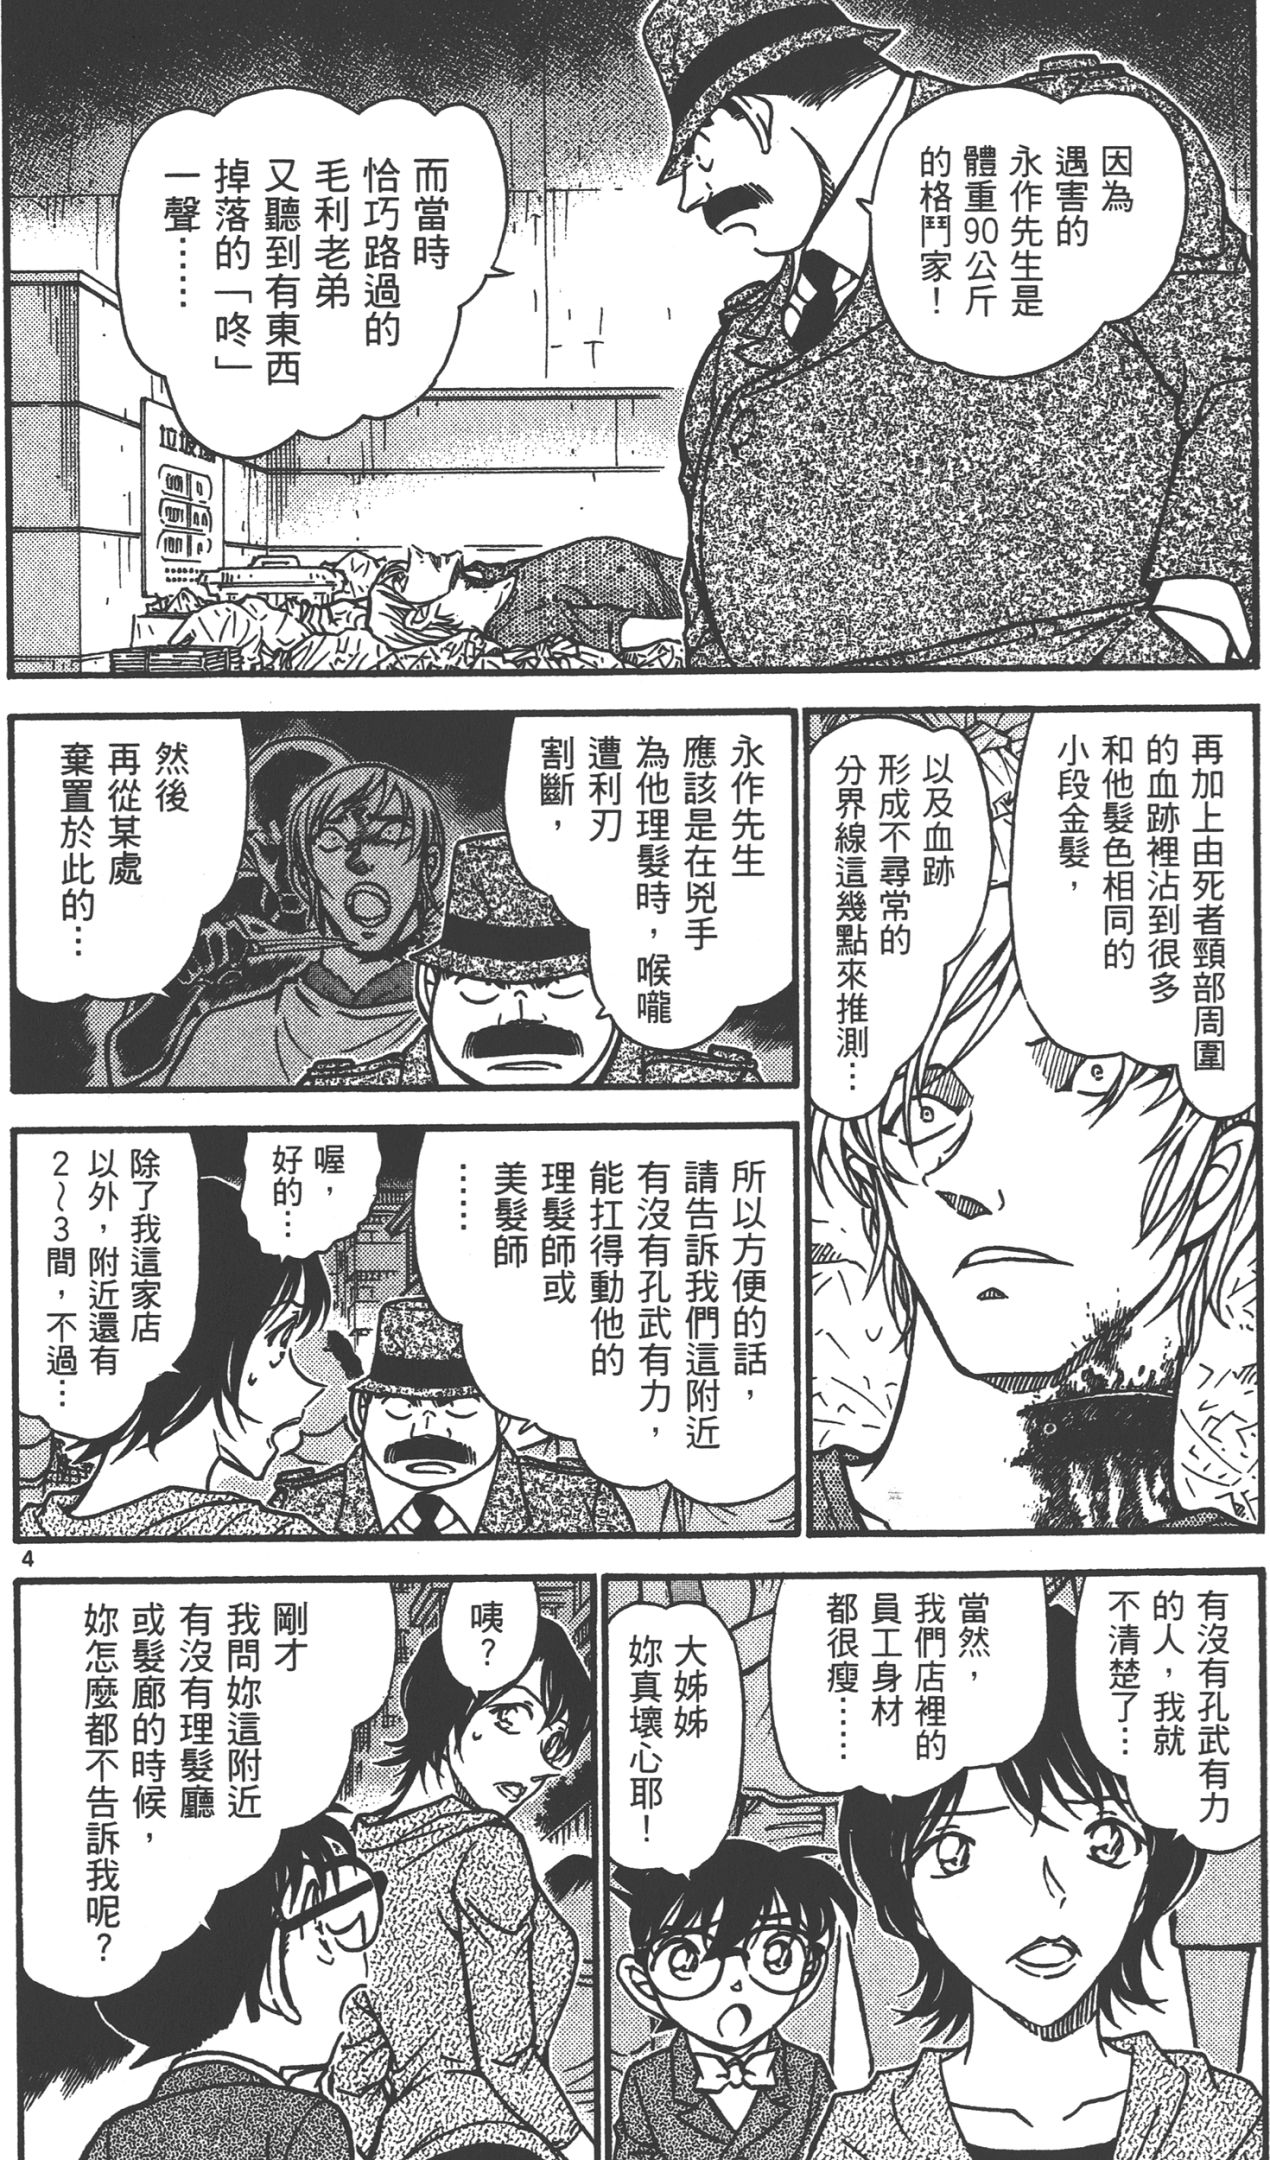 因為
遇害的
永作先生是
體重90公斤
的格鬥家！
而當時
恰巧路過的
毛利老弟
又聽到有東西
掉落的「咚」
一聲……
再加上由死者頸部周圍
的血跡裡沾到很多
和他髮色相同的
小段金髮，
以及血跡
形成不尋常的
分界線這幾點來推測…
永作先生
應該是在兇手
為他理髮時，喉嚨
遭利刃
割斷，
然後
再從某處
棄置於此的…
所以方便的話，
請告訴我們這附近
有沒有孔武有力，
能扛得動他的
理髮師或
美髮師
……
喔，
好的…
除了我這家店
以外，附近還有
2～3間，不過…
4
有沒有孔武有力
的人，我就
不清楚了…
當然，
我們店裡的
員工身材
都很瘦……
大姊姊
妳真壞心耶！
咦？
剛才
我問妳這附近
有沒有理髮廳
或髮廊的時候，
妳怎麼都不告訴我呢？